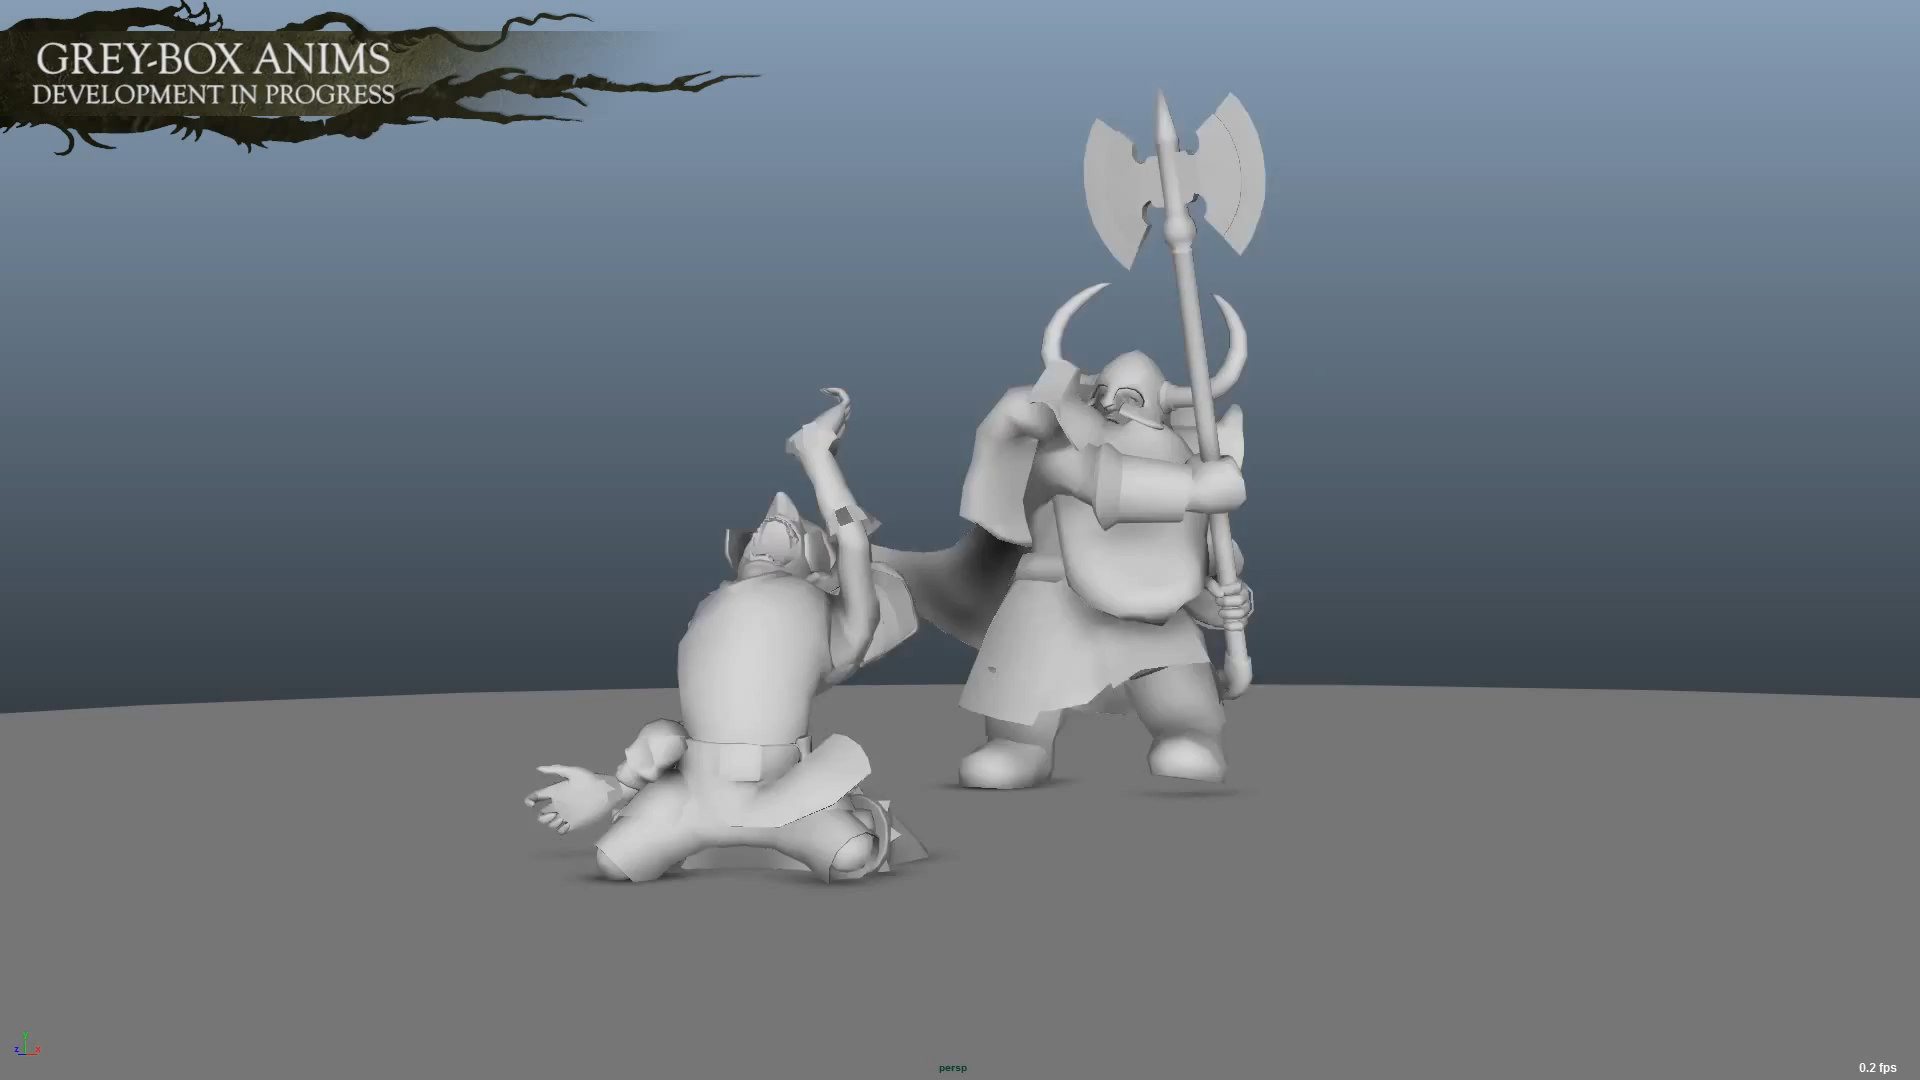 GREY-BOX ANIMS
DEVELOPMENT IN PROGRESS
Y
Z X
persp
0.2 fps